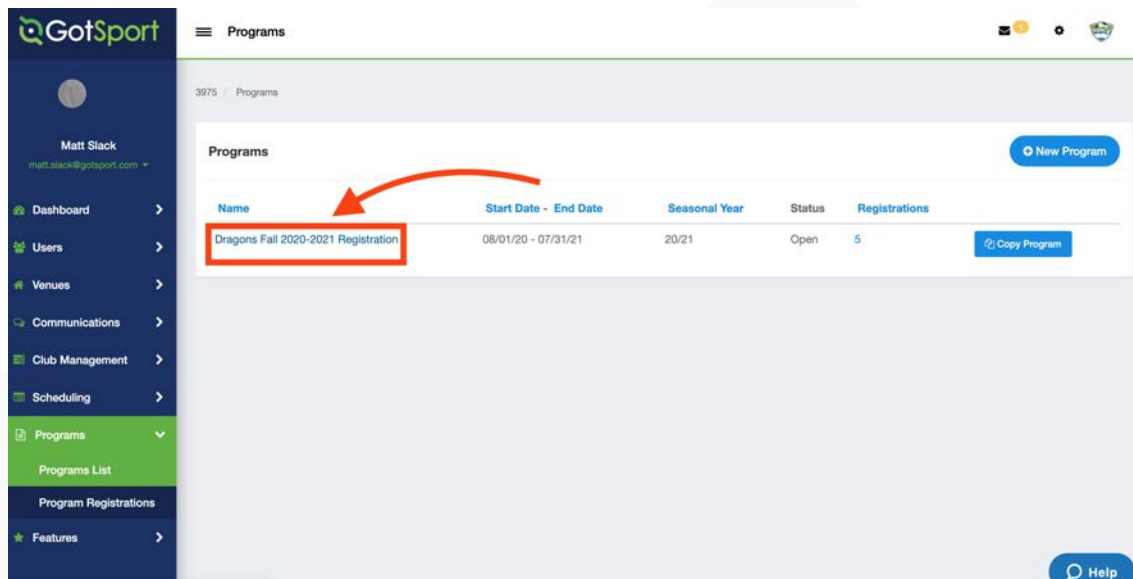 GotSport
Programs
3975 / Programs
Matt Slack
matt.slack@gotsport.com
Dashboard
Users
Venues
Communications
Club Management
Scheduling
Programs
Programs List
Program Registrations
Features
Programs
New Program
Name Start Date - End Date Seasonal Year Status Registrations
Dragons Fall 2020-2021 Registration 08/01/20 - 07/31/21 20/21 Open 5 Copy Program
Help